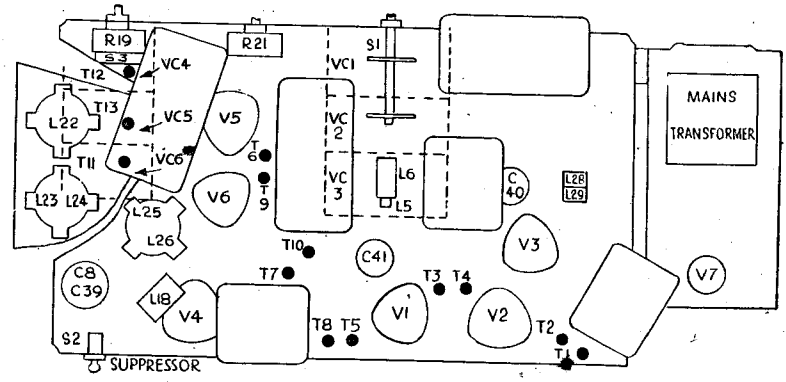 R19
S3
T12
VC4
R21
S1
VC1
MAINS
TRANSFORMER
T13
L22
VC5
V5
VC
2
T11
VC6
T
6
T
9
V6
VC
3
L6
L5
C
40
L28
L29
L23
L24
L25
L26
T10
C41
V3
C8
C39
T7
T3
T4
V7
L18
V4
V1
V2
T2
T1
S2
T8
T5
SUPPRESSOR